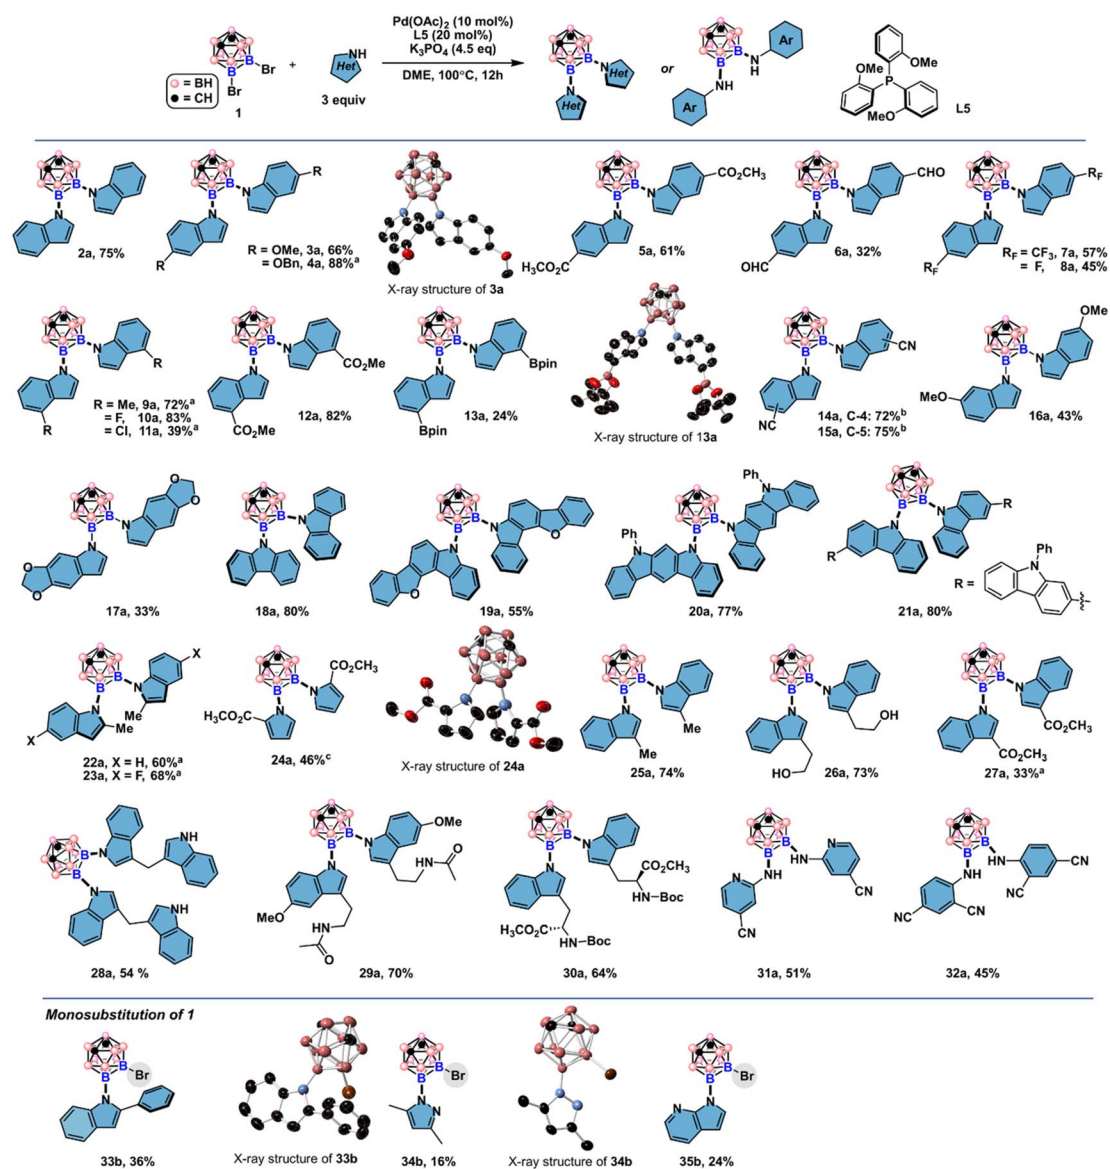 Pd(OAc)₂ (10 mol%)
L5 (20 mol%)
K₃PO₄ (4.5 eq)
DME, 100°C, 12h
= BH
= CH
B
B
Br
Br
1
+
NH
Het
3 equiv
B
B
N
Het
N
Het
or
B
B
NH
Ar
NH
Ar
OMe
OMe
P
MeO
L5
2a, 75%
R
R
R = OMe, 3a, 66%
= OBn, 4a, 88%ᵃ
X-ray structure of 3a
CO₂CH₃
CH₃O₂C
5a, 61%
CHO
OHC
6a, 32%
R_F
R_F
R_F = CF₃, 7a, 57%
= F, 8a, 45%
R
R
R = Me, 9a, 72%ᵃ
= F, 10a, 83%
= Cl, 11a, 39%ᵃ
CO₂Me
CO₂Me
12a, 82%
Bpin
Bpin
13a, 24%
X-ray structure of 13a
CN
NC
14a, C-4: 72%ᵇ
15a, C-5: 75%ᵇ
OMe
MeO
16a, 43%
O
O
O
O
17a, 33%
18a, 80%
O
O
19a, 55%
Ph
N
Ph
N
20a, 77%
R
R
R =
Ph
N
21a, 80%
X
Me
Me
X
22a, X = H, 60%ᵃ
23a, X = F, 68%ᵃ
CO₂CH₃
CH₃O₂C
24a, 46%ᶜ
X-ray structure of 24a
Me
Me
25a, 74%
OH
HO
26a, 73%
CO₂CH₃
CO₂CH₃
27a, 33%ᵃ
NH
NH
28a, 54 %
OMe
NH
O
MeO
HN
O
29a, 70%
CO₂CH₃
NH-Boc
CH₃O₂C
NH-Boc
30a, 64%
HN
N
NH
N
CN
CN
31a, 51%
HN
CN
NH
NC
NC
CN
32a, 45%
Monosubstitution of 1
Br
33b, 36%
X-ray structure of 33b
Br
N
N
34b, 16%
X-ray structure of 34b
Br
N
N
35b, 24%